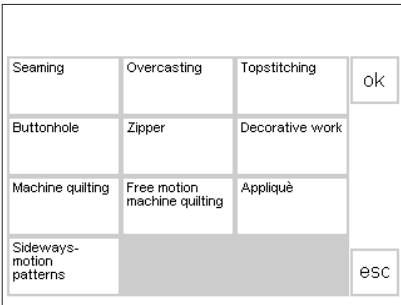 Seaming
Overcasting
Topstitching
ok
Buttonhole
Zipper
Decorative work
Machine quilting
Free motion
machine quilting
Appliquè
Sideways-
motion
patterns
esc